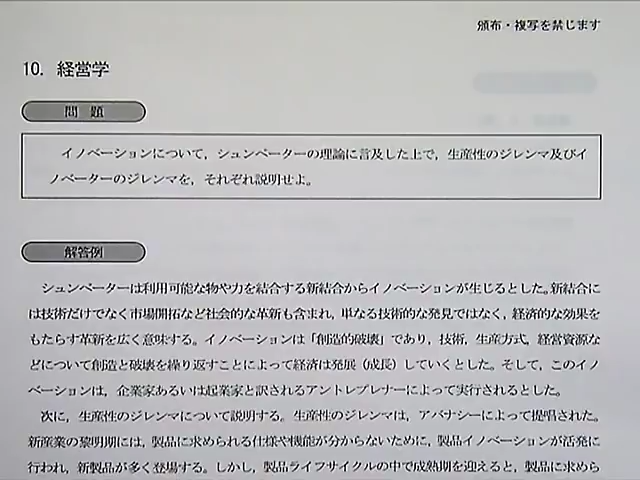 頒布・複写を禁じます
10. 経営学
問 題
イノベーションについて，シュンペーターの理論に言及した上で，生産性のジレンマ及びイ
ノベーターのジレンマを，それぞれ説明せよ。
解答例
シュンペーターは利用可能な物や力を結合する新結合からイノベーションが生じるとした。新結合に
は技術だけでなく市場開拓など社会的な革新も含まれ，単なる技術的な発見ではなく，経済的な効果を
もたらす革新を広く意味する。イノベーションは「創造的破壊」であり，技術，生産方式，経営資源な
どについて創造と破壊を繰り返すことによって経済は発展（成長）していくとした。そして，このイノ
ベーションは，企業家あるいは起業家と訳されるアントレプレナーによって実行されるとした。
次に，生産性のジレンマについて説明する。生産性のジレンマは，アバナシーによって提唱された。
新産業の黎明期には，製品に求められる仕様や機能が分からないために，製品イノベーションが活発に
行われ，新製品が多く登場する。しかし，製品ライフサイクルの中で成熟期を迎えると，製品に求めら